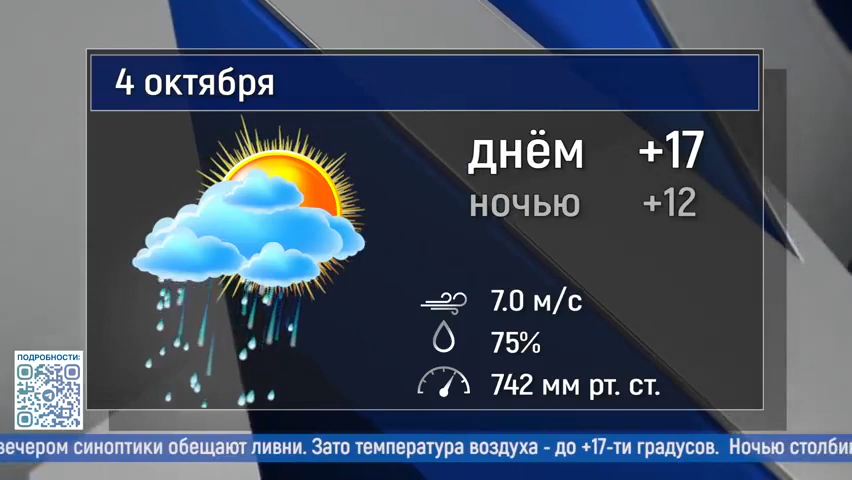 4 октября
днём +17
ночью +12
7.0 м/с
75%
742 мм рт. ст.
ПОДРОБНОСТИ:
вечером синоптики обещают ливни. Зато температура воздуха - до +17-ти градусов. Ночью